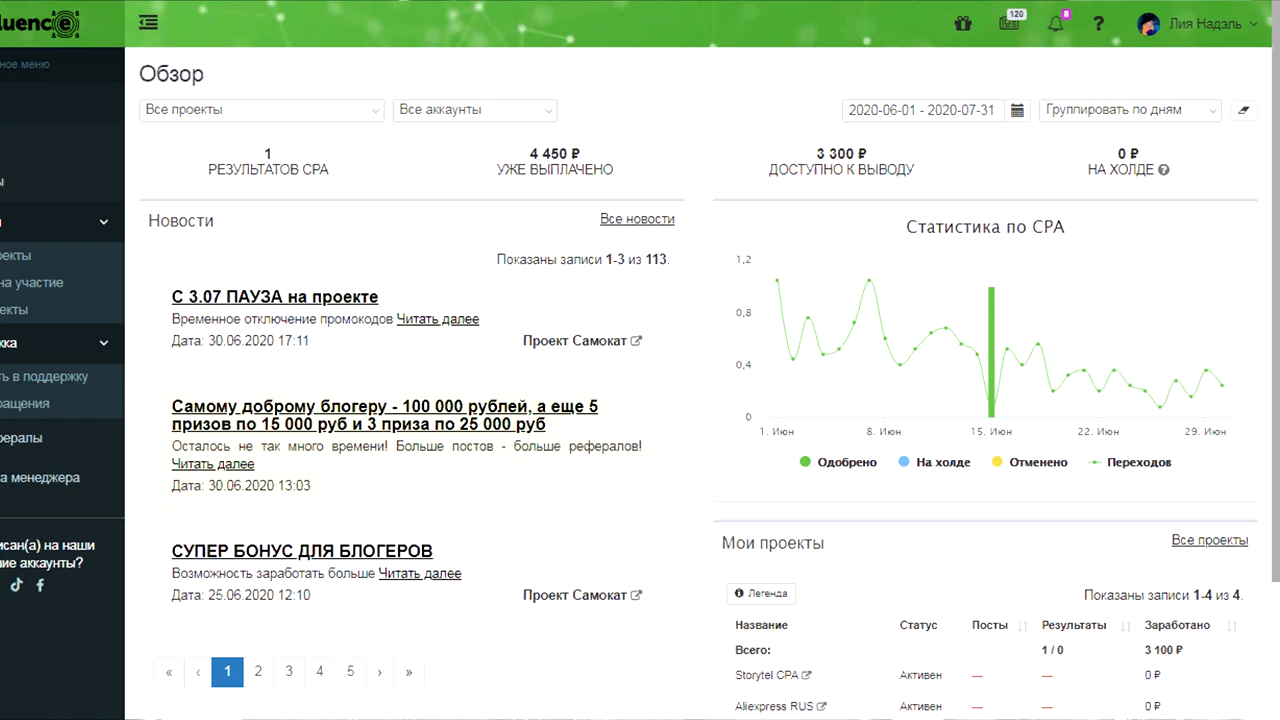 luenc(e)
ное меню
120
8
?
Лия Надэль
Обзор
Все проекты
Все аккаунты
2020-06-01 - 2020-07-31
Группировать по дням
1
РЕЗУЛЬТАТОВ CPA
4 450 ₽
УЖЕ ВЫПЛАЧЕНО
3 300 ₽
ДОСТУПНО К ВЫВОДУ
0 ₽
НА ХОЛДЕ ?
ы
и
оекты
на участие
екты
жка
ть в поддержку
ращения
ералы
а менеджера
исан(а) на наши
ие аккаунты?
Новости
Все новости
Показаны записи 1-3 из 113.
С 3.07 ПАУЗА на проекте
Временное отключение промокодов Читать далее
Дата: 30.06.2020 17:11
Проект Самокат
Самому доброму блогеру - 100 000 рублей, а еще 5
призов по 15 000 руб и 3 приза по 25 000 руб
Осталось не так много времени! Больше постов - больше рефералов!
Читать далее
Дата: 30.06.2020 13:03
СУПЕР БОНУС ДЛЯ БЛОГЕРОВ
Возможность заработать больше Читать далее
Дата: 25.06.2020 12:10
Проект Самокат
« ‹ 1 2 3 4 5 › »
Статистика по CPA
1,2
0,8
0,4
0
1. Июн 8. Июн 15. Июн 22. Июн 29. Июн
Одобрено На холде Отменено Переходов
Мои проекты
Все проекты
Легенда
Показаны записи 1-4 из 4.
Название Статус Посты Результаты Заработано
Всего: 1 / 0 3 100 ₽
Storytel CPA Активен — — 0 ₽
Aliexpress RUS Активен — — 0 ₽